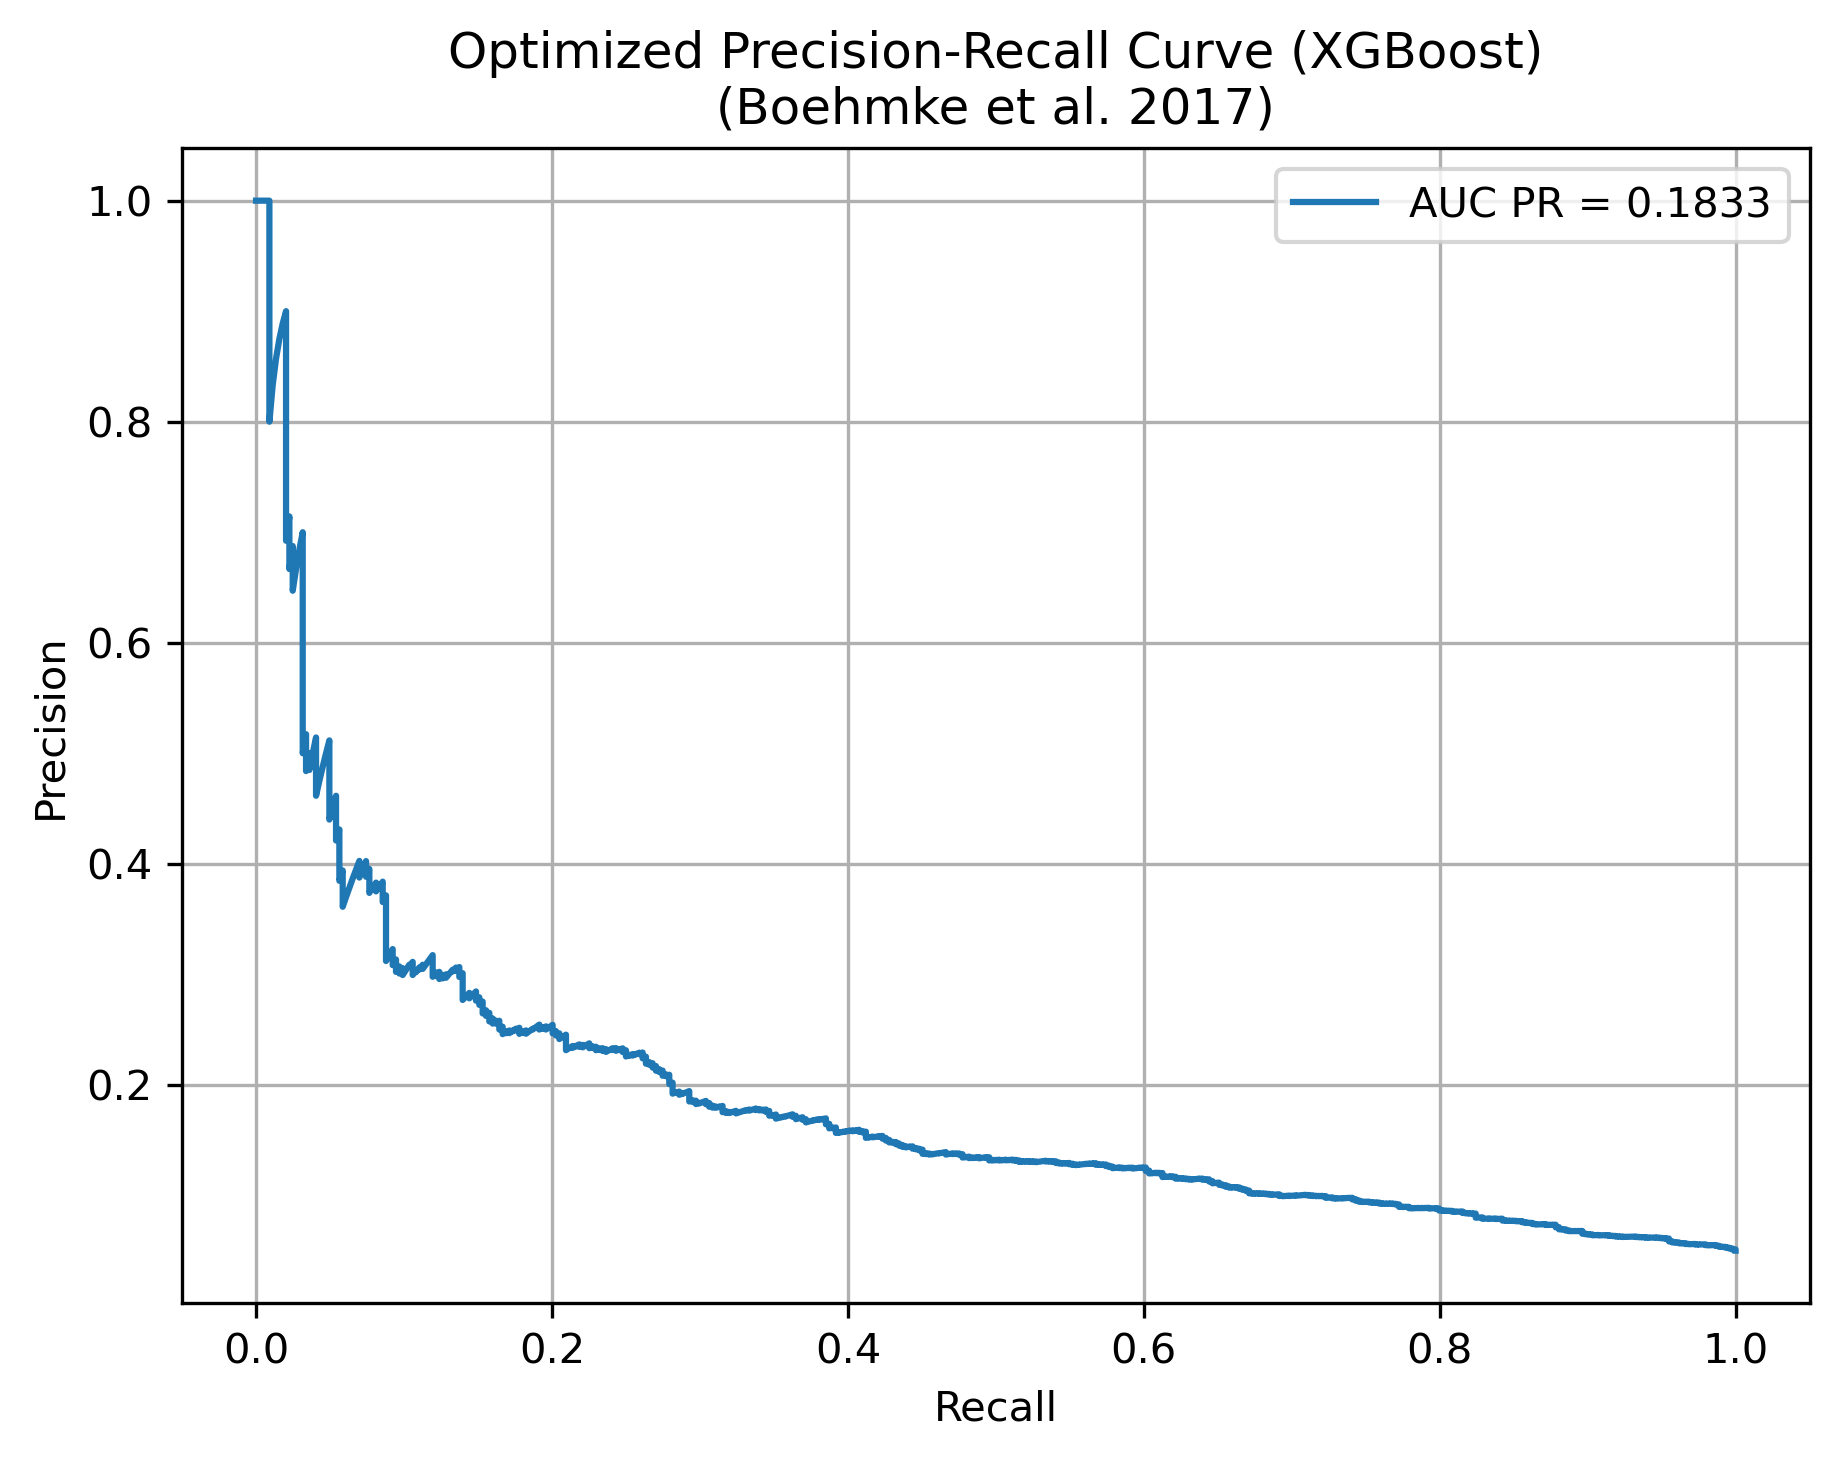 Optimized Precision-Recall Curve (XGBoost)
(Boehmke et al. 2017)
AUC PR = 0.1833
1.0
0.8
0.6
0.4
0.2
Precision
0.0 0.2 0.4 0.6 0.8 1.0
Recall